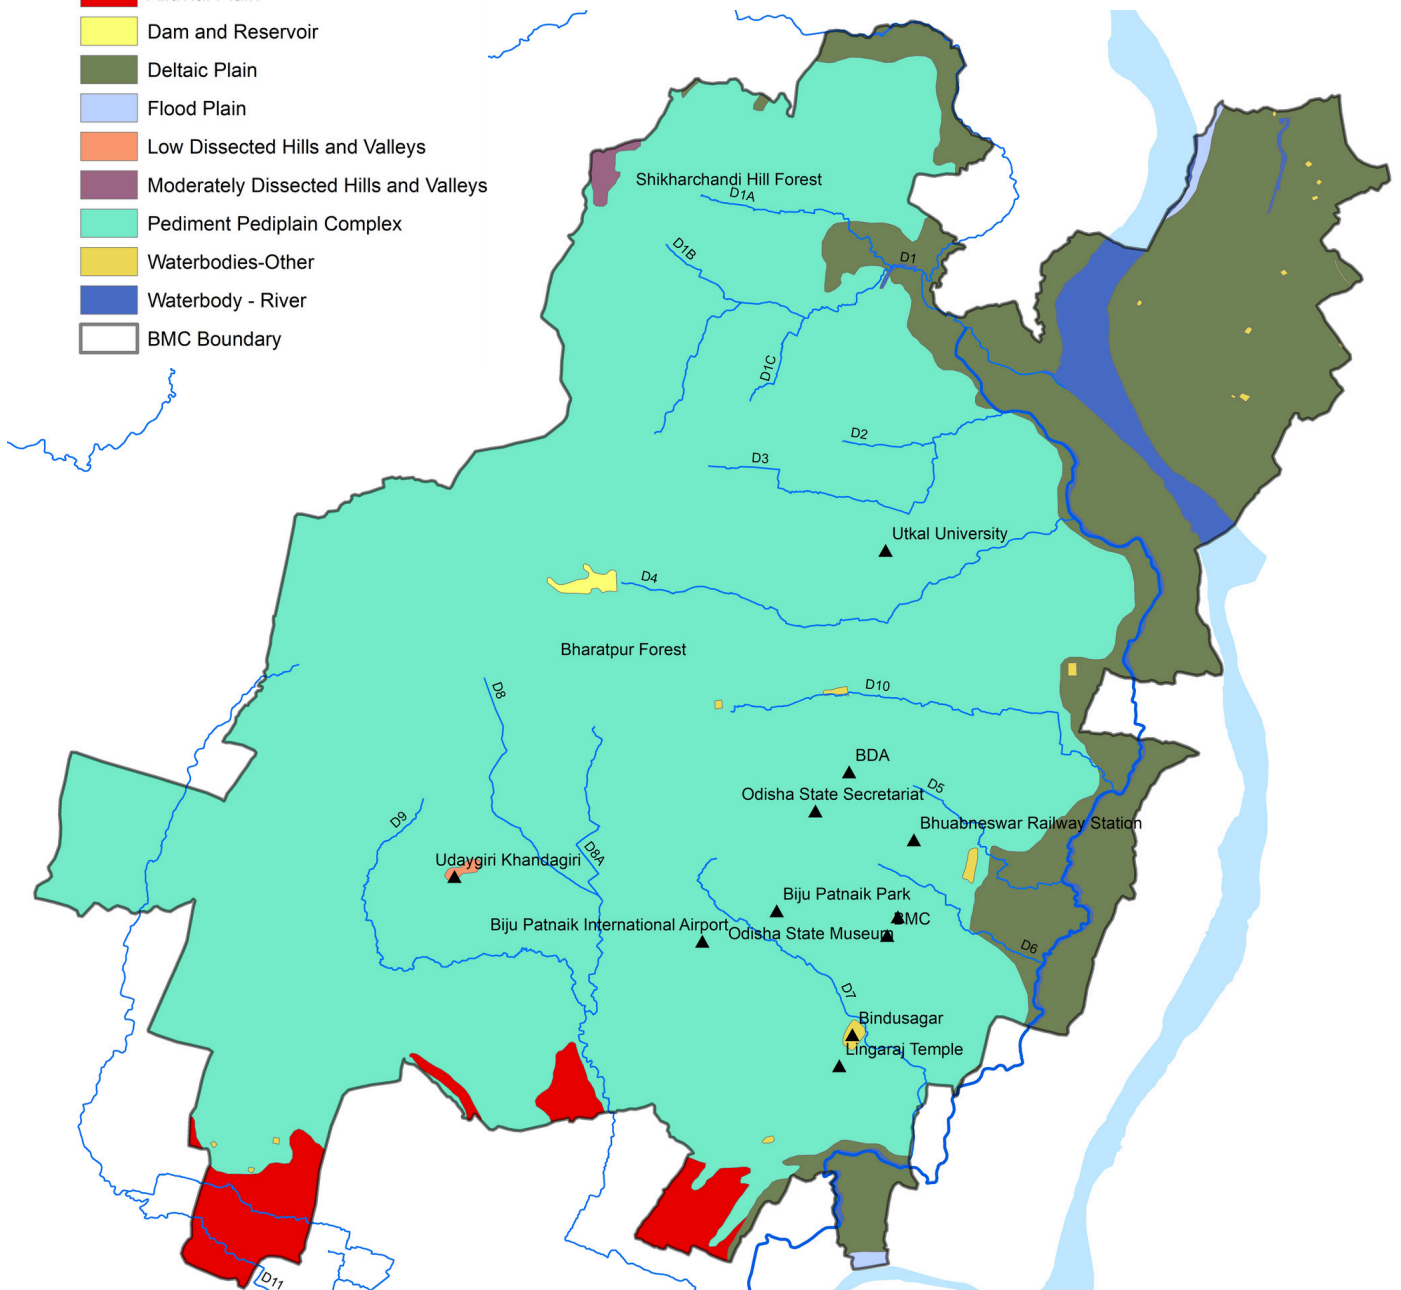 Dam and Reservoir
Deltaic Plain
Flood Plain
Low Dissected Hills and Valleys
Moderately Dissected Hills and Valleys
Pediment Pediplain Complex
Waterbodies-Other
Waterbody - River
BMC Boundary
Shikharchandi Hill Forest
D1A
D1B
D1
D1C
D2
D3
Utkal University
D4
Bharatpur Forest
D8
D10
BDA
D5
Odisha State Secretariat
D9
Bhuabneswar Railway Station
D8A
Udaygiri Khandagiri
Biju Patnaik Park
BMC
Biju Patnaik International Airport
Odisha State Museum
D6
D7
Bindusagar
Lingaraj Temple
D11